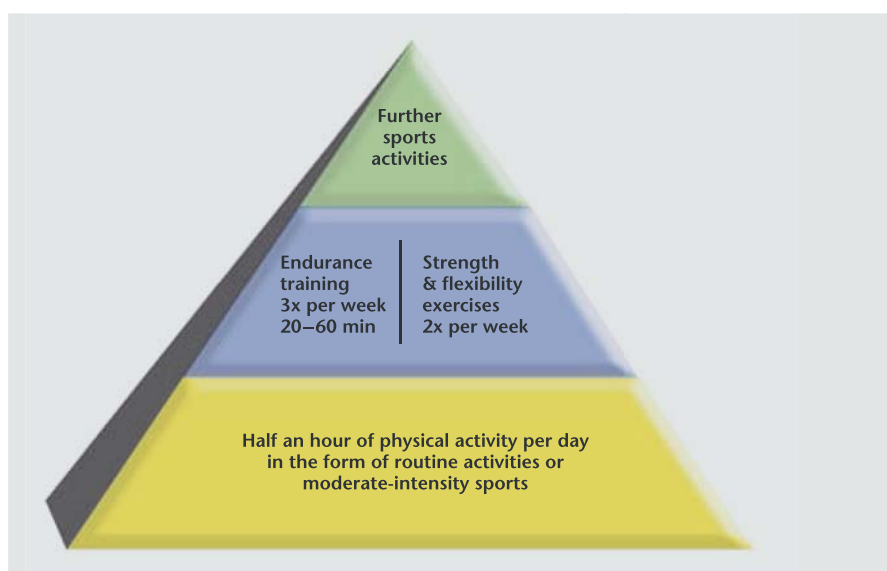 Further
sports
activities
Endurance
training
3x per week
20–60 min
Strength
& flexibility
exercises
2x per week
Half an hour of physical activity per day
in the form of routine activities or
moderate-intensity sports